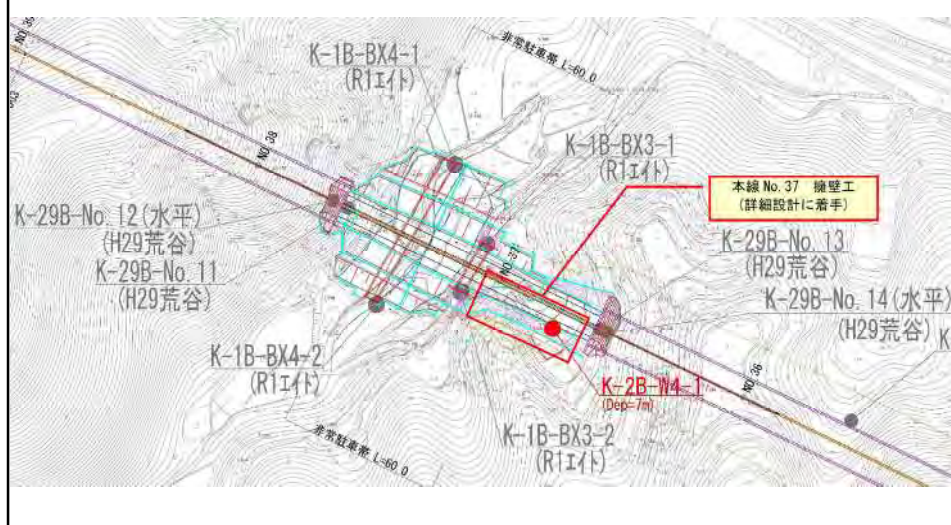 非常駐車帯 L=60.0
K-1B-BX4-1
(R1エイト)
NO.38
K-1B-BX3-1
(R1エイト)
本線 No.37 擁壁工
(詳細設計に着手)
K-29B-No.12(水平)
(H29荒谷)
K-29B-No.11
(H29荒谷)
NO.37
K-29B-No.13
(H29荒谷)
K-29B-No.14(水平)
(H29荒谷)
K
K-1B-BX4-2
(R1エイト)
K-2B-W4-1
(Dep=7m)
NO.36
K-1B-BX3-2
(R1エイト)
非常駐車帯 L=60.0